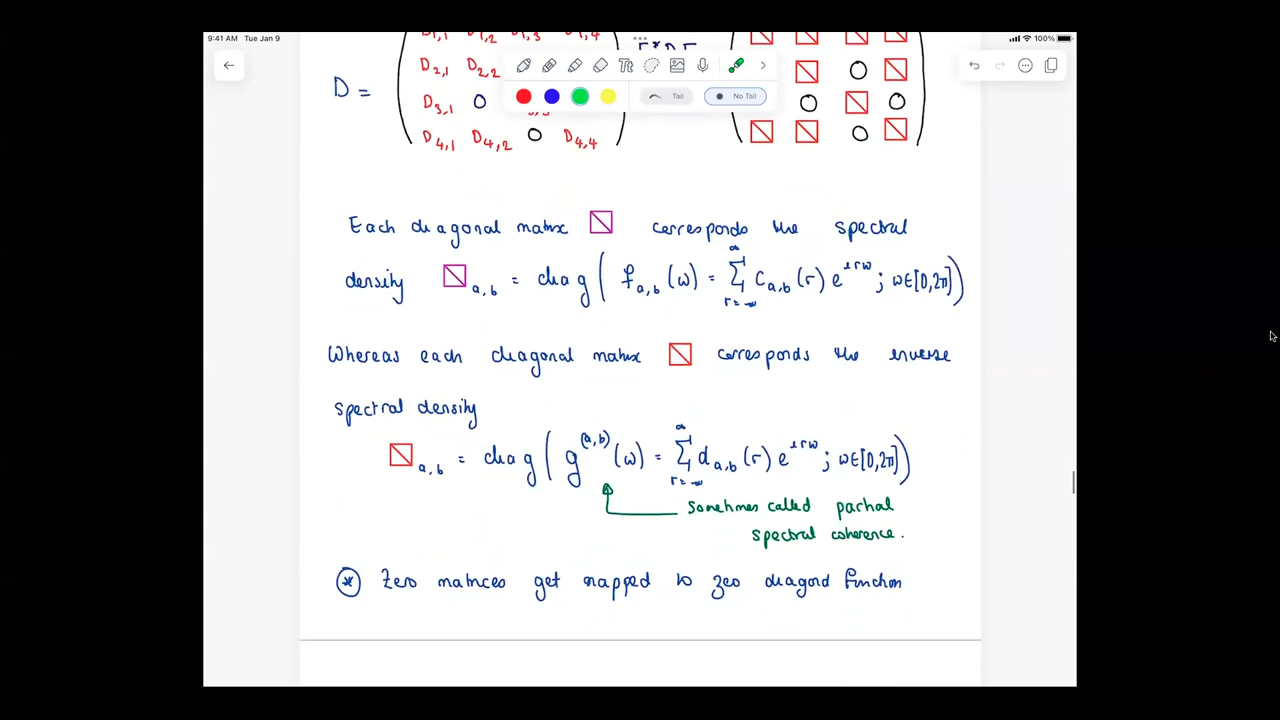 9:41 AM Tue Jan 9
100%
Tail
No Tail
D =
D2,1 D2,2
D3,1 0
D4,1 D4,2 0 D4,4
Each diagonal matrix corresponds the spectral
density a,b = diag ( f a,b (ω) = Σ r=-∞ ∞ C a,b (r) e^{irω} ; ω∈[0,2π] )
Whereas each diagonal matrix corresponds the inverse
spectral density
a,b = diag ( g^{(a,b)} (ω) = Σ r=-∞ ∞ d a,b (r) e^{irω} ; ω∈[0,2π] )
Sometimes called partial
spectral coherence.
* Zero matrices get mapped to zero diagonal function